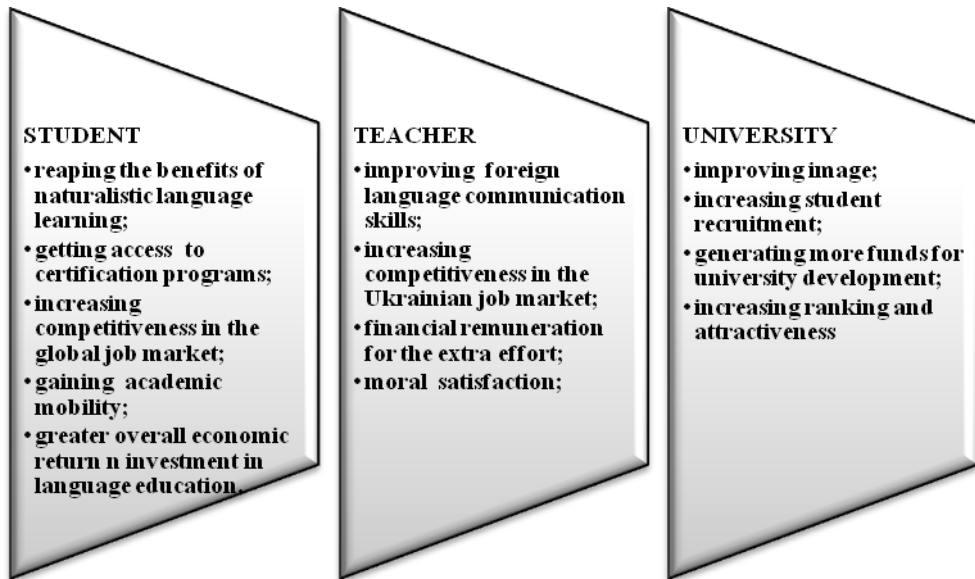 STUDENT
•reaping the benefits of
naturalistic language
learning;
•getting access to
certification programs;
•increasing
competitiveness in the
global job market;
•gaining academic
mobility;
•greater overall economic
return n investment in
language education.
TEACHER
•improving foreign
language communication
skills;
•increasing
competitiveness in the
Ukrainian job market;
•financial remuneration
for the extra effort;
•moral satisfaction;
UNIVERSITY
•improving image;
•increasing student
recruitment;
•generating more funds for
university development;
•increasing ranking and
attractiveness